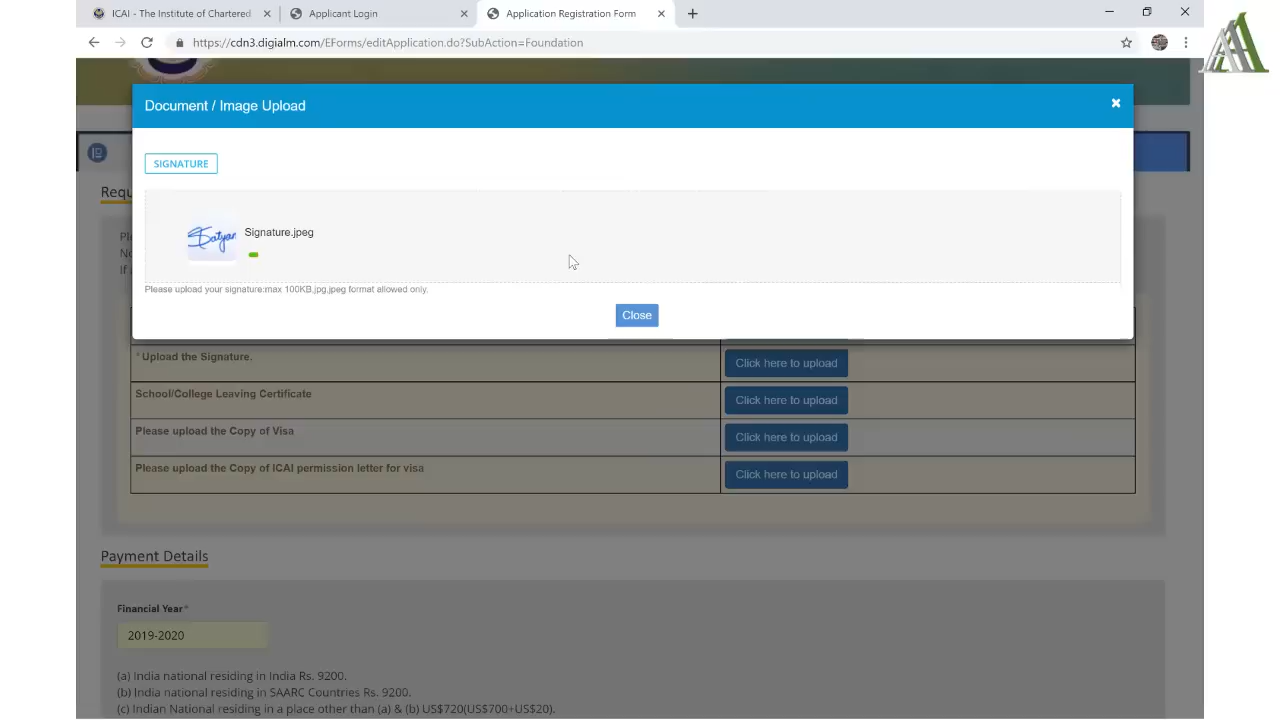 ICAI - The Institute of Chartered
Applicant Login
Application Registration Form
https://cdn3.digialm.com/EForms/editApplication.do?SubAction=Foundation
Document / Image Upload
SIGNATURE
Satyam
Signature.jpeg
Please upload your signature:max 100KB,jpg,jpeg format allowed only.
Close
Requ
Pl
No
If
*Upload the Signature.
Click here to upload
School/College Leaving Certificate
Click here to upload
Please upload the Copy of Visa
Click here to upload
Please upload the Copy of ICAI permission letter for visa
Click here to upload
Payment Details
Financial Year*
2019-2020
(a) India national residing in India Rs. 9200.
(b) India national residing in SAARC Countries Rs. 9200.
(c) Indian National residing in a place other than (a) & (b) US$720(US$700+US$20).